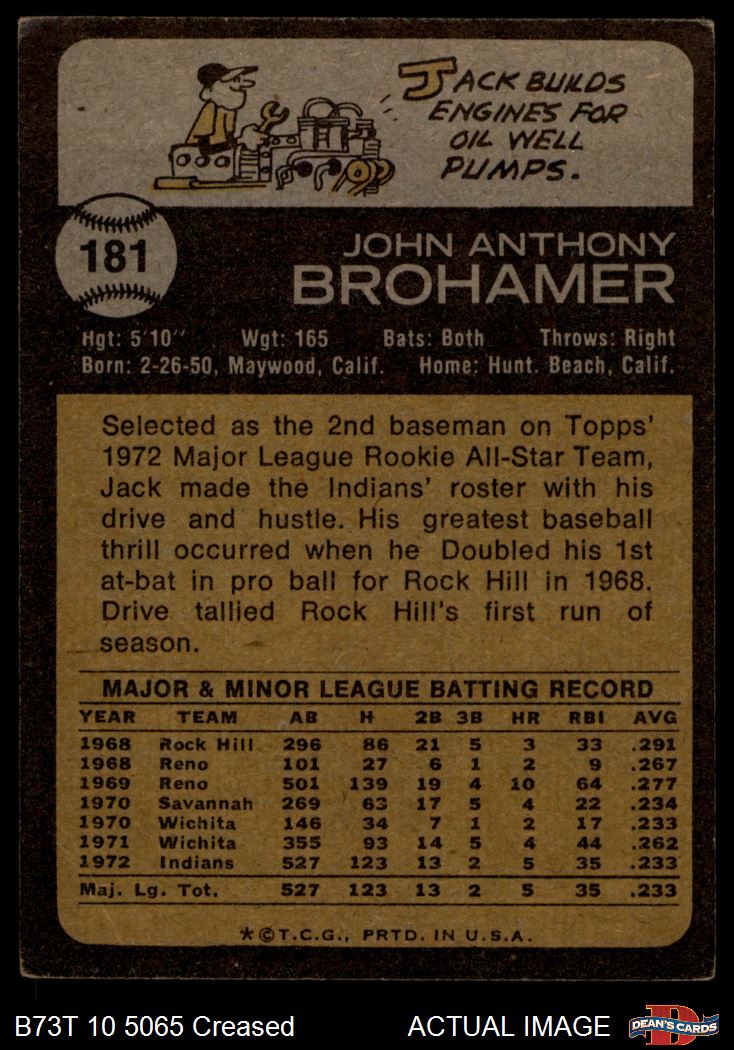 JACK BUILDS
ENGINES FOR
OIL WELL
PUMPS.
181
JOHN ANTHONY
BROHAMER
Hgt: 5'10" Wgt: 165 Bats: Both Throws: Right
Born: 2-26-50, Maywood, Calif. Home: Hunt. Beach, Calif.
Selected as the 2nd baseman on Topps'
1972 Major League Rookie All-Star Team,
Jack made the Indians' roster with his
drive and hustle. His greatest baseball
thrill occurred when he Doubled his 1st
at-bat in pro ball for Rock Hill in 1968.
Drive tallied Rock Hill's first run of
season.
MAJOR & MINOR LEAGUE BATTING RECORD
YEAR TEAM AB H 2B 3B HR RBI AVG
1968 Rock Hill 296 86 21 5 3 33 .291
1968 Reno 101 27 6 1 2 9 .267
1969 Reno 501 139 19 4 10 64 .277
1970 Savannah 269 63 17 5 4 22 .234
1970 Wichita 146 34 7 1 2 17 .233
1971 Wichita 355 93 14 5 4 44 .262
1972 Indians 527 123 13 2 5 35 .233
Maj. Lg. Tot. 527 123 13 2 5 35 .233
*©T.C.G., PRTD. IN U.S.A.
B73T 10 5065 Creased ACTUAL IMAGE DEAN'S CARDS